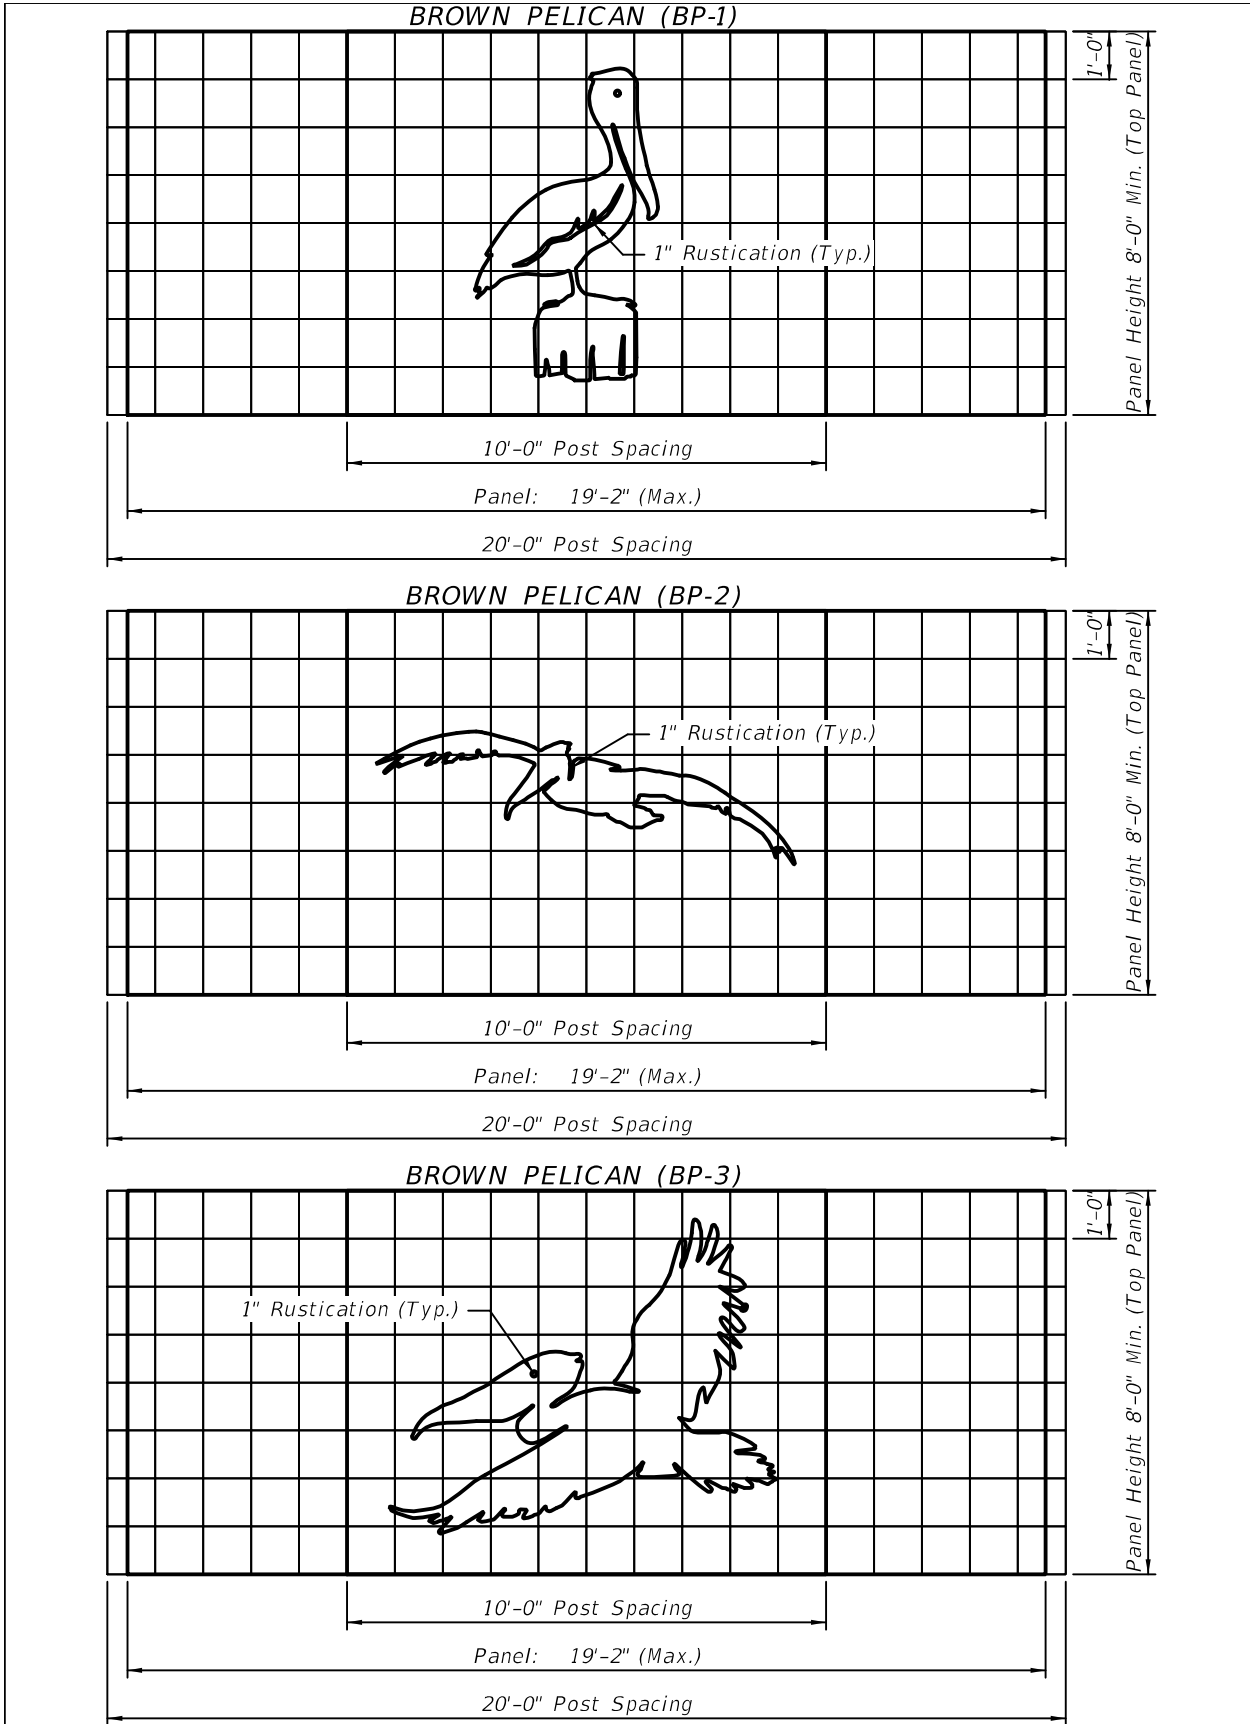 BROWN PELICAN (BP-1)
1'-0"
Panel Height 8'-0" Min. (Top Panel)
1" Rustication (Typ.)
10'-0" Post Spacing
Panel: 19'-2" (Max.)
20'-0" Post Spacing
BROWN PELICAN (BP-2)
1'-0"
Panel Height 8'-0" Min. (Top Panel)
1" Rustication (Typ.)
10'-0" Post Spacing
Panel: 19'-2" (Max.)
20'-0" Post Spacing
BROWN PELICAN (BP-3)
1'-0"
Panel Height 8'-0" Min. (Top Panel)
1" Rustication (Typ.)
10'-0" Post Spacing
Panel: 19'-2" (Max.)
20'-0" Post Spacing